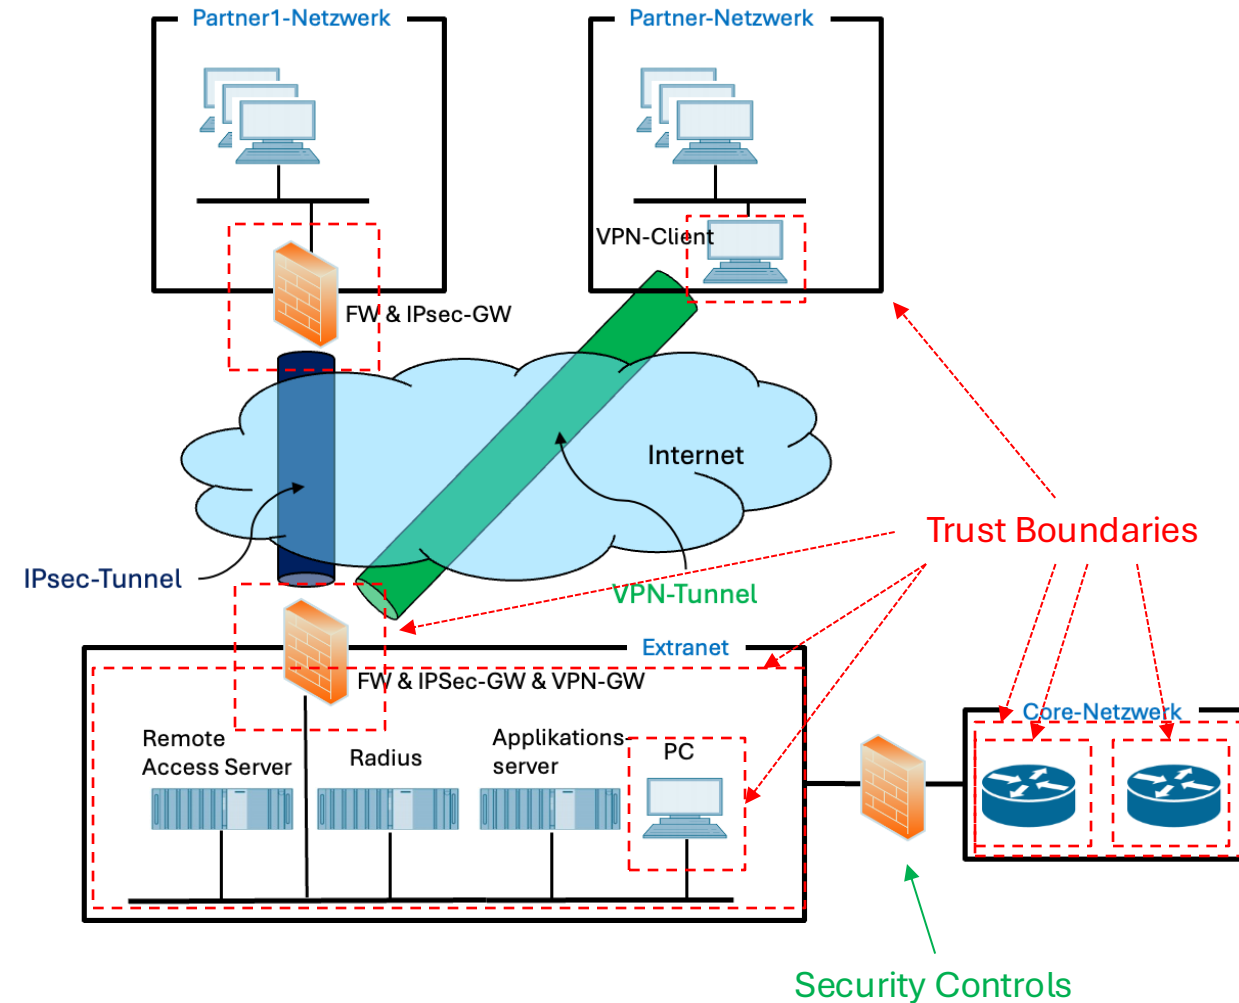 Partner1-Netzwerk
Partner-Netzwerk
VPN-Client
FW & IPsec-GW
Internet
Trust Boundaries
IPsec-Tunnel
VPN-Tunnel
Extranet
FW & IPSec-GW & VPN-GW
Core-Netzwerk
Remote
Access Server
Radius
Applikations-
server
PC
Security Controls